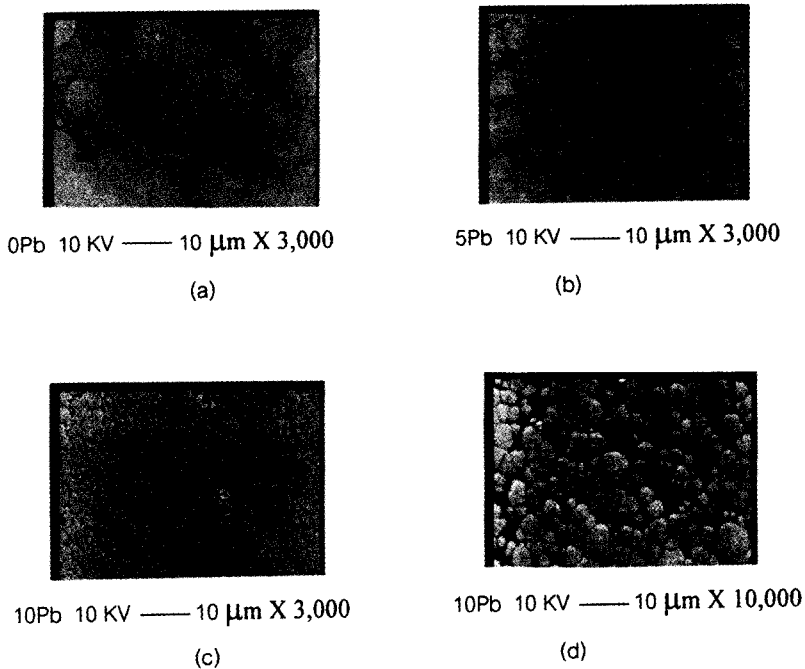 0Pb 10 KV —— 10 µm X 3,000
(a)
5Pb 10 KV —— 10 µm X 3,000
(b)
10Pb 10 KV —— 10 µm X 3,000
(c)
10Pb 10 KV —— 10 µm X 10,000
(d)